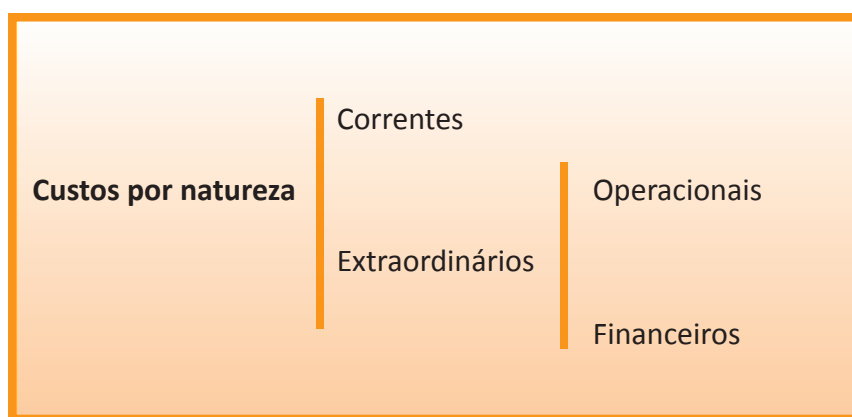 Custos por natureza
Correntes
Extraordinários
Operacionais
Financeiros